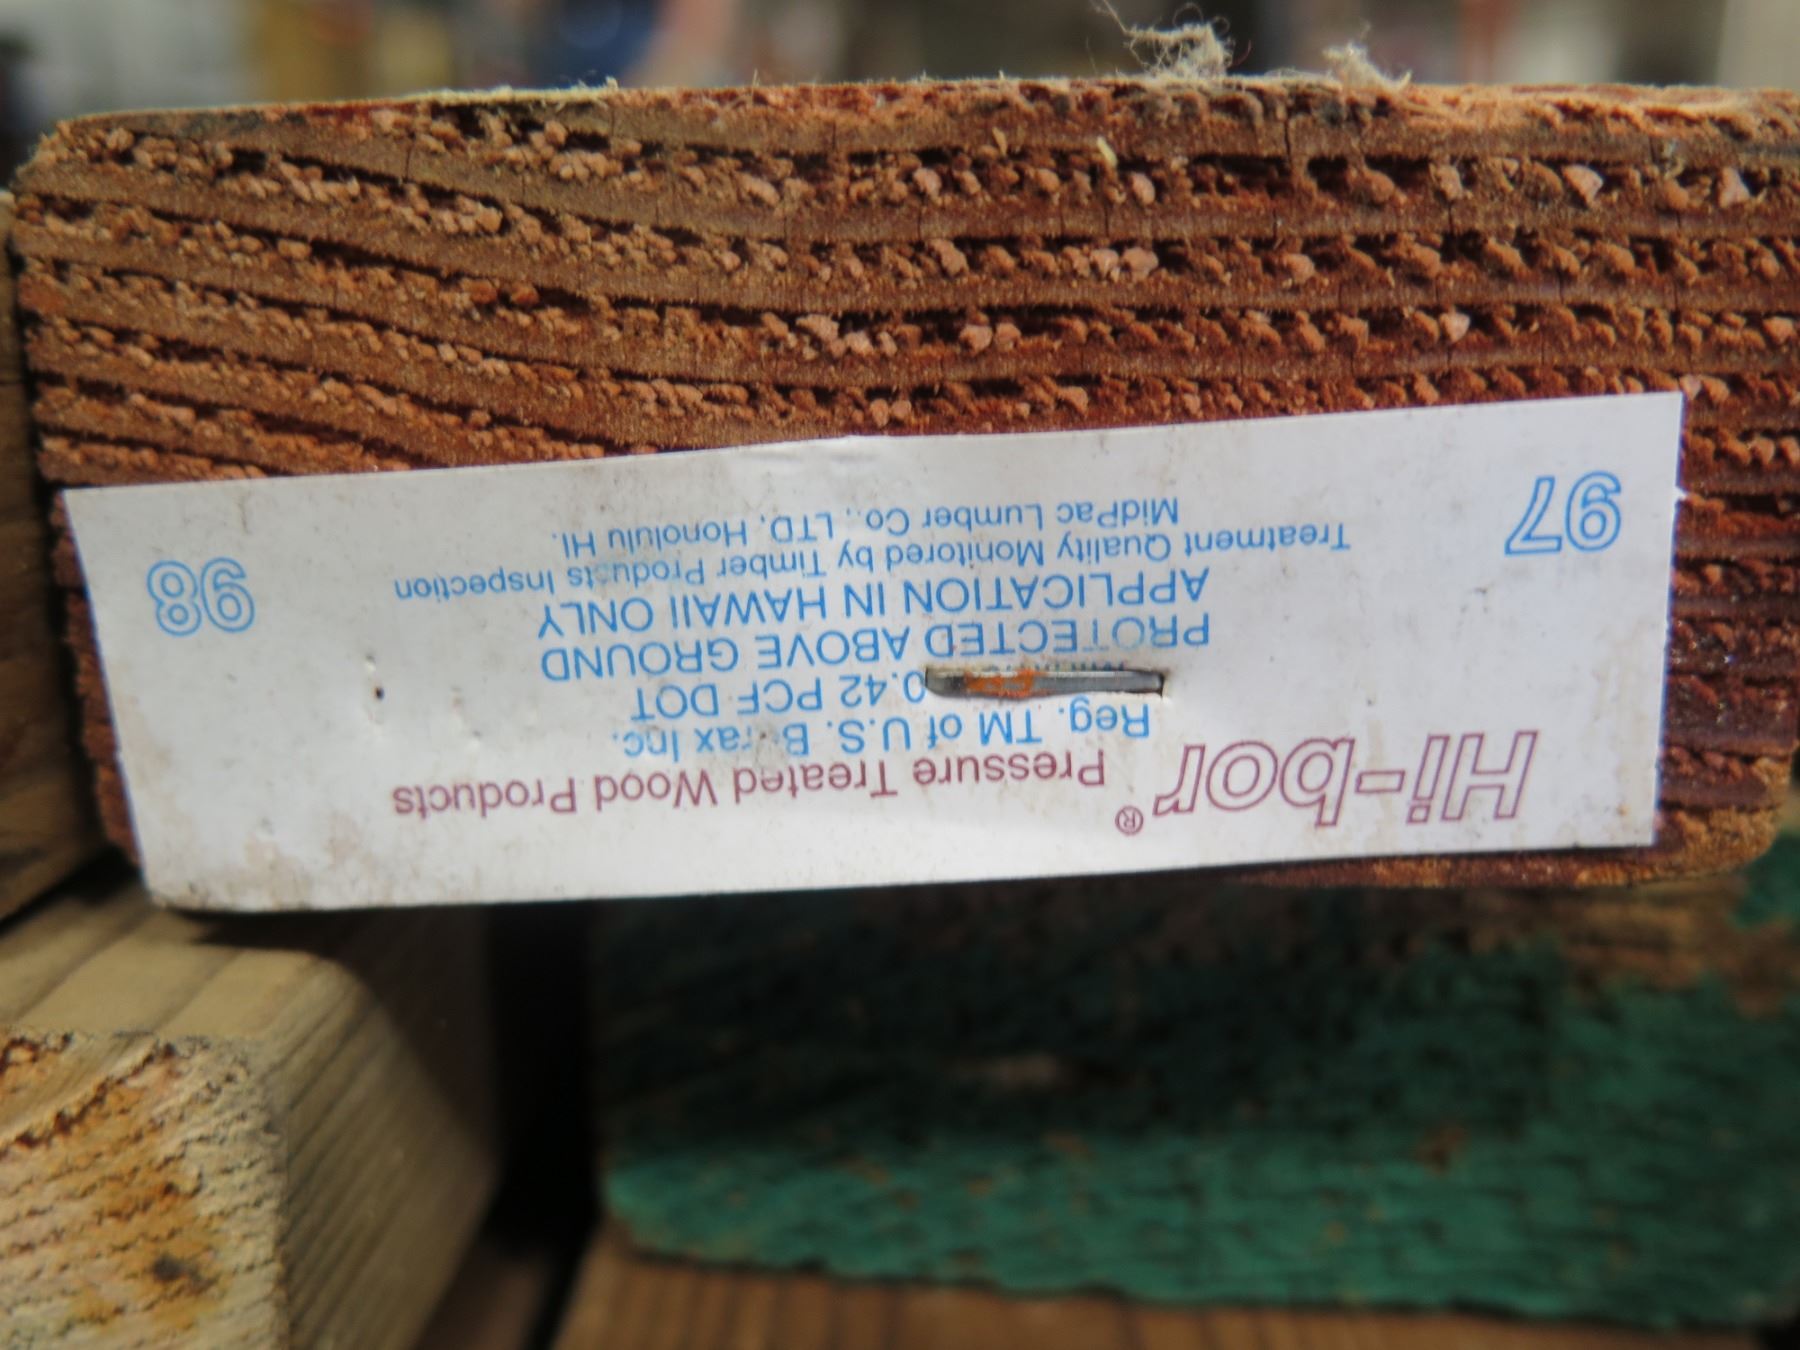 Hi-bor® Pressure Treated Wood Products
Reg. TM of U.S. Inc.
0.42 PCF DOT
PROTECTED ABOVE GROUND
APPLICATION IN HAWAII ONLY
Treatment Quality Monitored by Timber Products Inspection
MidPac Lumber Co., LTD, Honolulu HI.
97
98